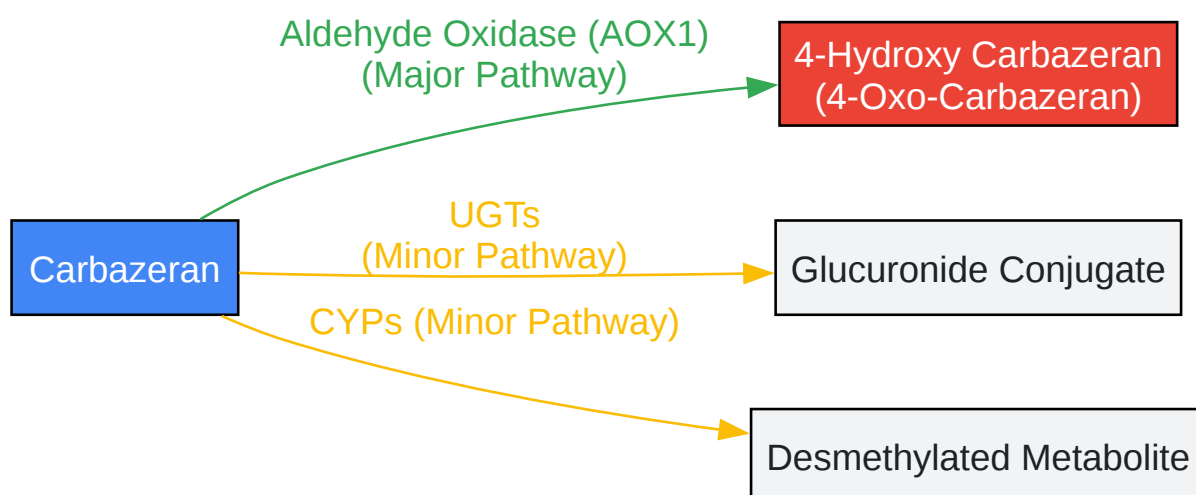 Aldehyde Oxidase (AOX1)
(Major Pathway)
4-Hydroxy Carbazeran
(4-Oxo-Carbazeran)
Carbazeran
UGTs
(Minor Pathway)
Glucuronide Conjugate
CYPs (Minor Pathway)
Desmethylated Metabolite